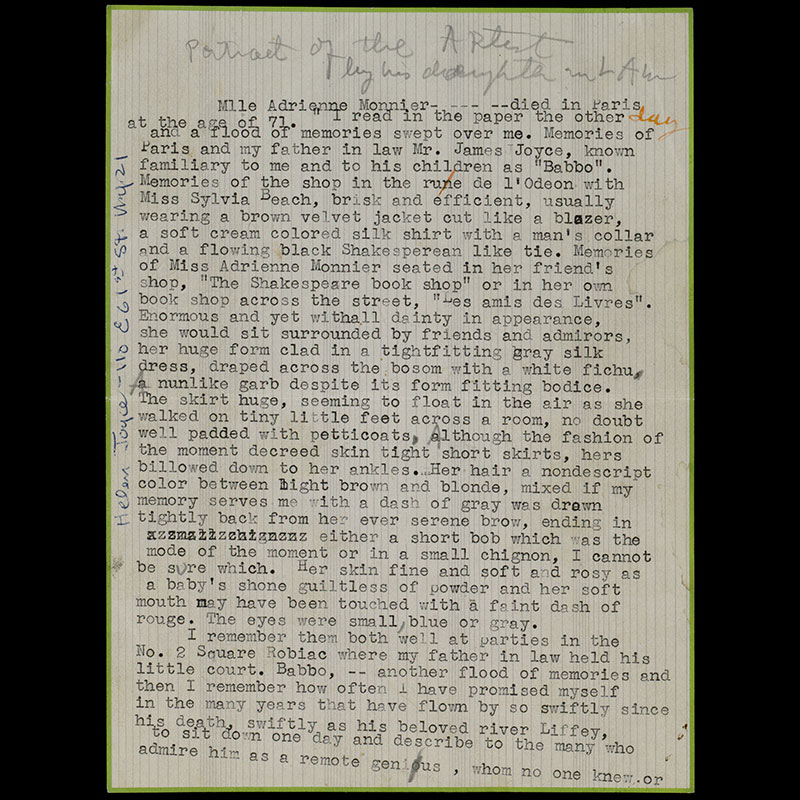 Portrait of the ARtist
by his daughter in L Aw
Mlle Adrienne Monnier-, --- --died in Paris
at the age of 71. " I read in the paper the other day
and a flood of memories swept over me. Memories of
Paris and my father in law Mr. James Joyce, known
familiary to me and to his children as "Babbo".
Memories of the shop in the rune de l'Odeon with
Miss Sylvia Beach, brisk and efficient, usually
wearing a brown velvet jacket cut like a blazer,
a soft cream colored silk shirt with a man's collar
and a flowing black Shakesperean like tie. Memories
of Miss Adrienne Monnier seated in her friend's
shop, "The Shakespeare book shop" or in her own
book shop across the street, "Les amis des Livres".
Enormous and yet withall dainty in appearance,
she would sit surrounded by friends and admirors,
her huge form clad in a tightfitting gray silk
dress, draped across the bosom with a white fichu,
A nunlike garb despite its form fitting bodice.
The skirt huge, seeming to float in the air as she
walked on tiny little feet across a room, no doubt
well padded with petticoats, Although the fashion of
the moment decreed skin tight short skirts, hers
billowed down to her ankles...Her hair a nondescript
color between light brown and blonde, mixed if my
memory serves me with a dash of gray was drawn
tightly back from her ever serene brow, ending in
either a short bob which was the
mode of the moment or in a small chignon, I cannot
be sure which. Her skin fine and soft and rosy as
a baby's shone guiltless of powder and her soft
mouth may have been touched with a faint dash of
rouge. The eyes were small, blue or gray.
I remember them both well at parties in the
No. 2 Square Robiac where my father in law held his
little court. Babbo, -- another flood of memories and
then I remember how often I have promised myself
in the many years that have flown by so swiftly since
his death, swiftly as his beloved river Liffey,
to sit down one day and describe to the many who
admire him as a remote genius , whom no one knew.or
Helen Joyce - 110 E 61st St. N.Y 21